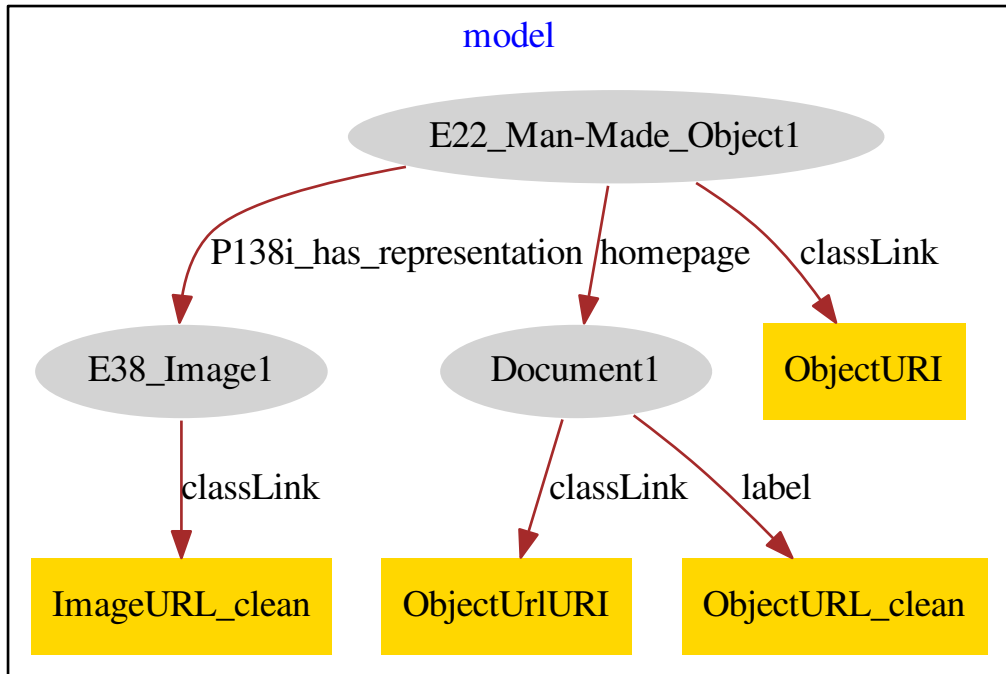 model
E22_Man-Made_Object1
P138i_has_representation
homepage
classLink
E38_Image1
Document1
ObjectURI
classLink
classLink
label
ImageURL_clean
ObjectUrlURI
ObjectURL_clean